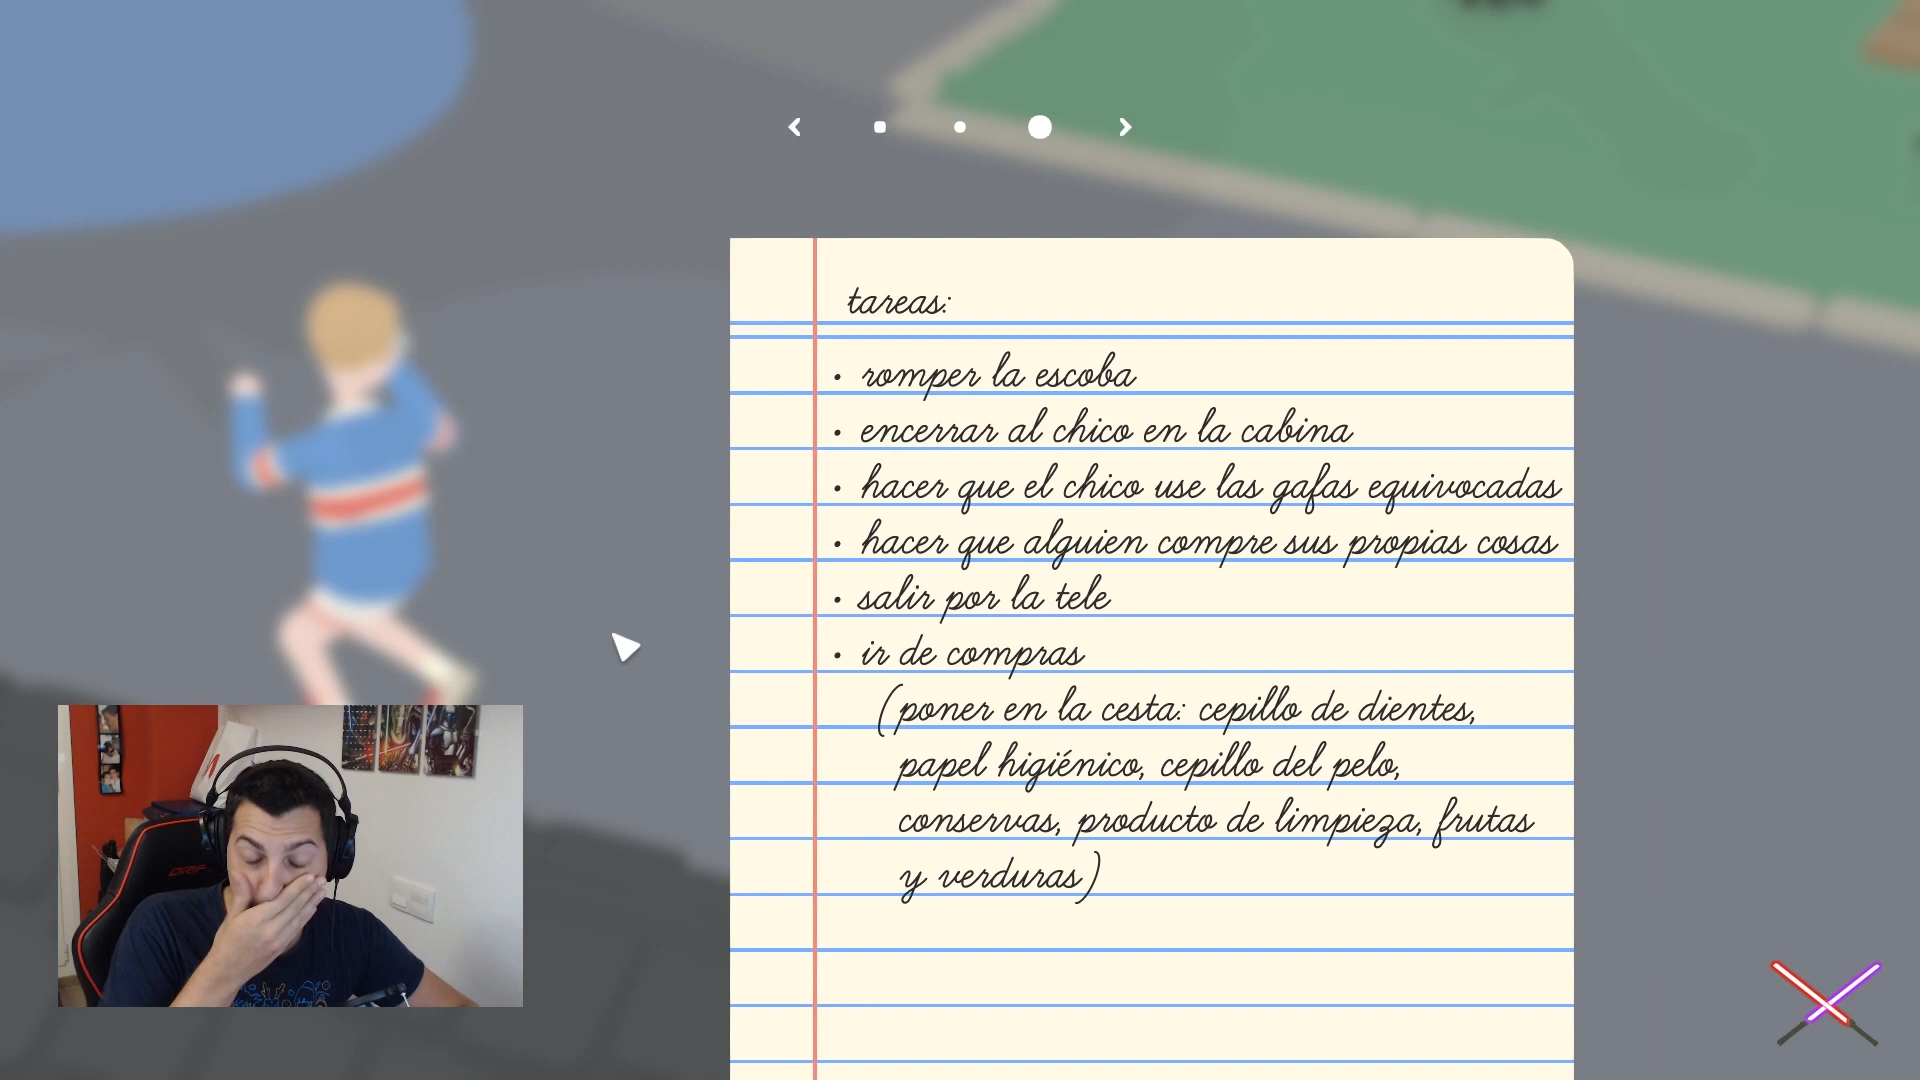 tareas:
• romper la escoba
• encerrar al chico en la cabina
• hacer que el chico use las gafas equivocadas
• hacer que alguien compre sus propias cosas
• salir por la tele
• ir de compras
(poner en la cesta: cepillo de dientes,
papel higiénico, cepillo del pelo,
conservas, producto de limpieza, frutas
y verduras)